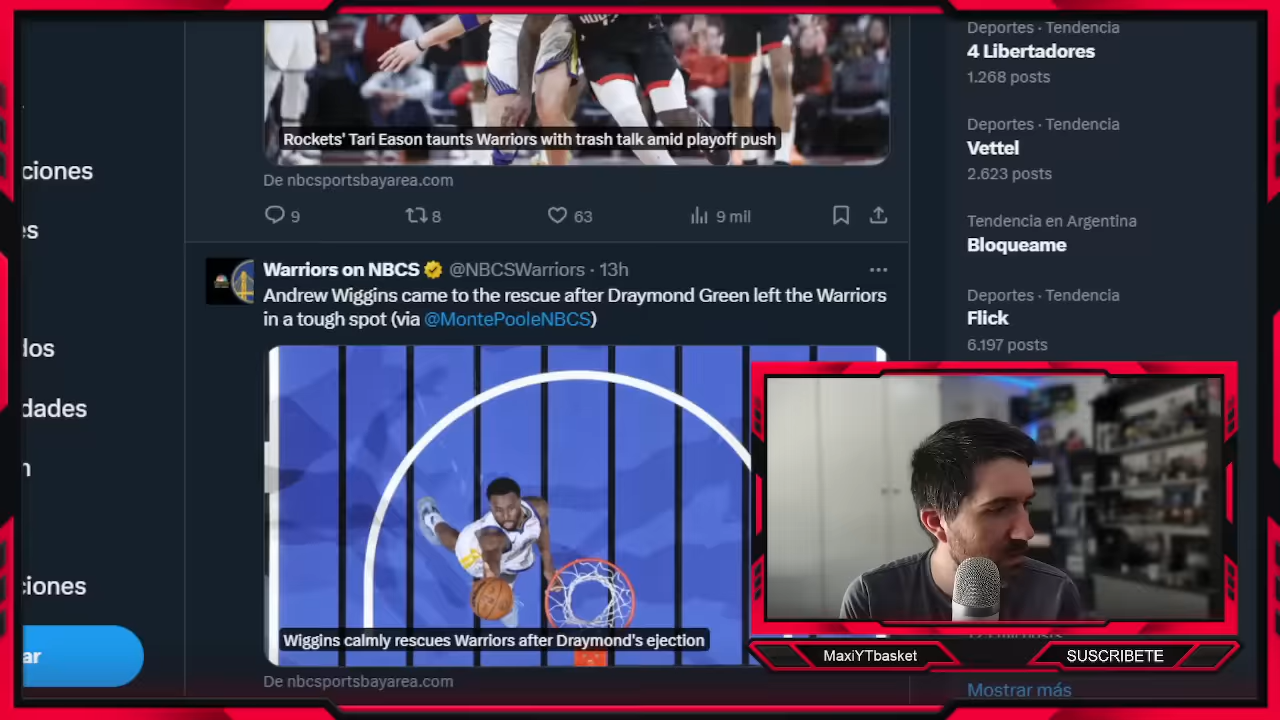 Rockets' Tari Eason taunts Warriors with trash talk amid playoff push
De nbcsportsbayarea.com
9
8
63
9 mil
Warriors on NBCS @NBCSWarriors · 13h
Andrew Wiggins came to the rescue after Draymond Green left the Warriors
in a tough spot (via @MontePooleNBCS)
Wiggins calmly rescues Warriors after Draymond's ejection
De nbcsportsbayarea.com
ciones
s
dos
dades
n
ciones
ar
Deportes · Tendencia
4 Libertadores
1.268 posts
Deportes · Tendencia
Vettel
2.623 posts
Tendencia en Argentina
Bloqueame
Deportes · Tendencia
Flick
6.197 posts
MaxiYTbasket
SUSCRIBETE
Mostrar más